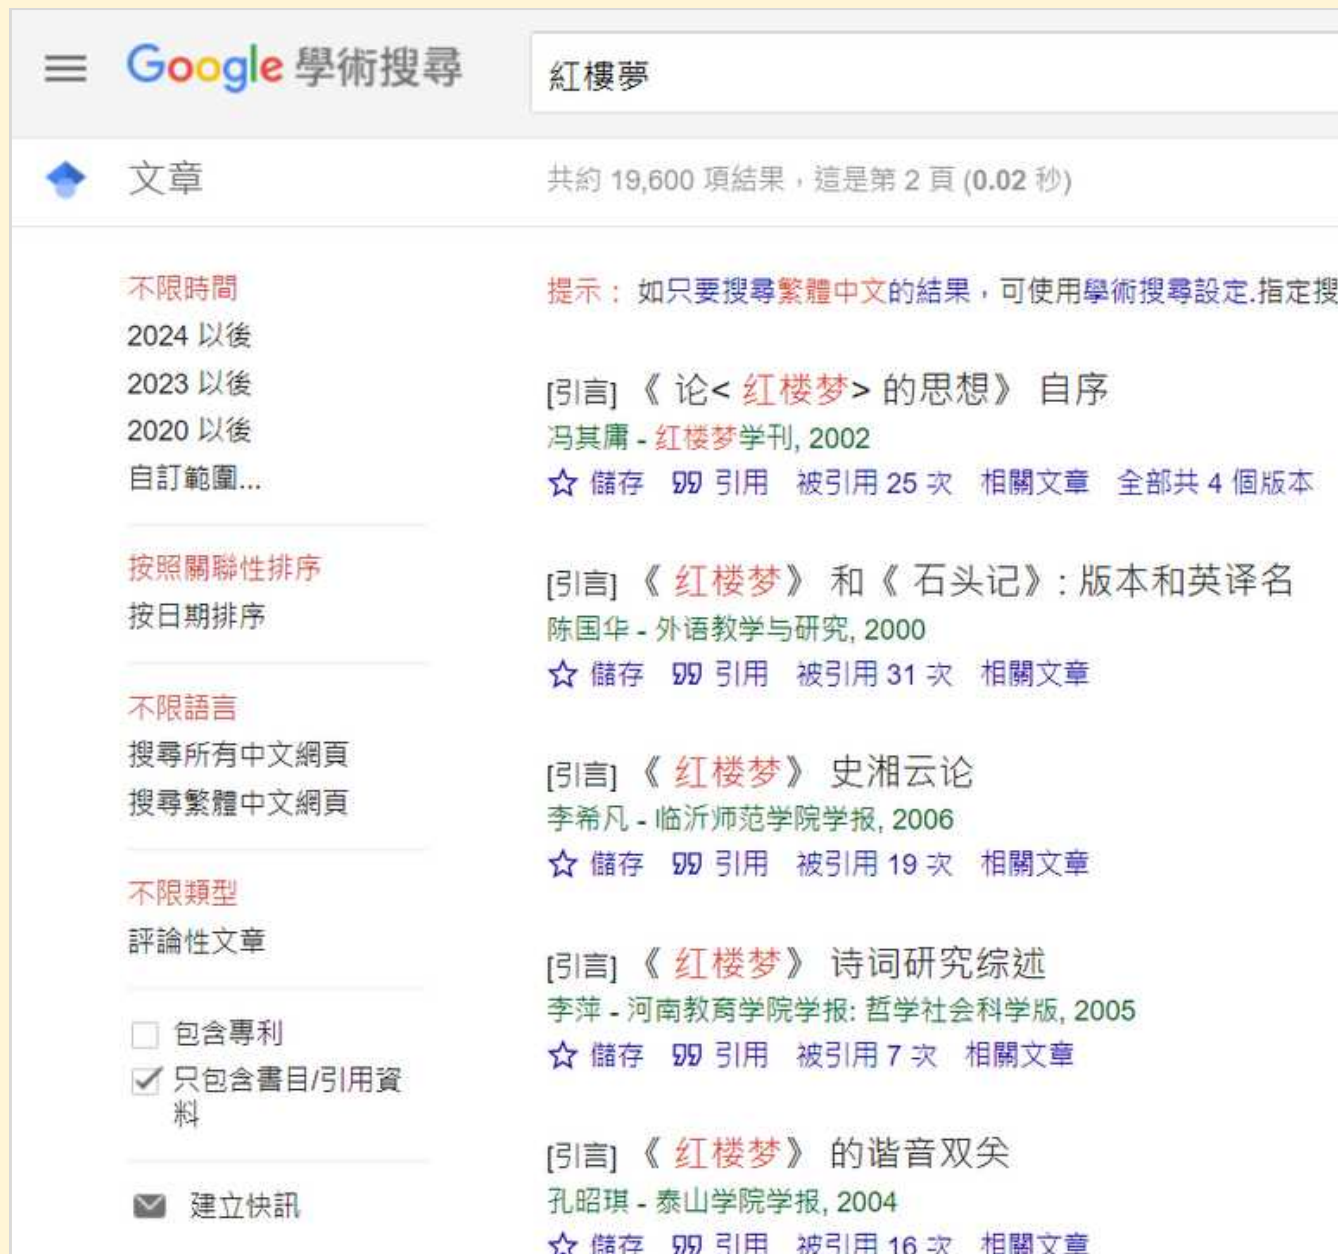 Google 學術搜尋
紅樓夢
文章
共約 19,600 項結果，這是第 2 頁 (0.02 秒)
不限時間
2024 以後
2023 以後
2020 以後
自訂範圍...
按照關聯性排序
按日期排序
不限語言
搜尋所有中文網頁
搜尋繁體中文網頁
不限類型
評論性文章
包含專利
只包含書目/引用資
料
建立快訊
提示： 如只要搜尋繁體中文的結果，可使用學術搜尋設定.指定搜
[引言] 《 论< 红楼梦> 的思想》 自序
冯其庸 - 红楼梦学刊, 2002
儲存 引用 被引用 25 次 相關文章 全部共 4 個版本
[引言] 《 红楼梦》 和《 石头记》: 版本和英译名
陈国华 - 外语教学与研究, 2000
儲存 引用 被引用 31 次 相關文章
[引言] 《 红楼梦》 史湘云论
李希凡 - 临沂师范学院学报, 2006
儲存 引用 被引用 19 次 相關文章
[引言] 《 红楼梦》 诗词研究综述
李萍 - 河南教育学院学报: 哲学社会科学版, 2005
儲存 引用 被引用 7 次 相關文章
[引言] 《 红楼梦》 的谐音双关
孔昭琪 - 泰山学院学报, 2004
儲存 引用 被引用 16 次 相關文章